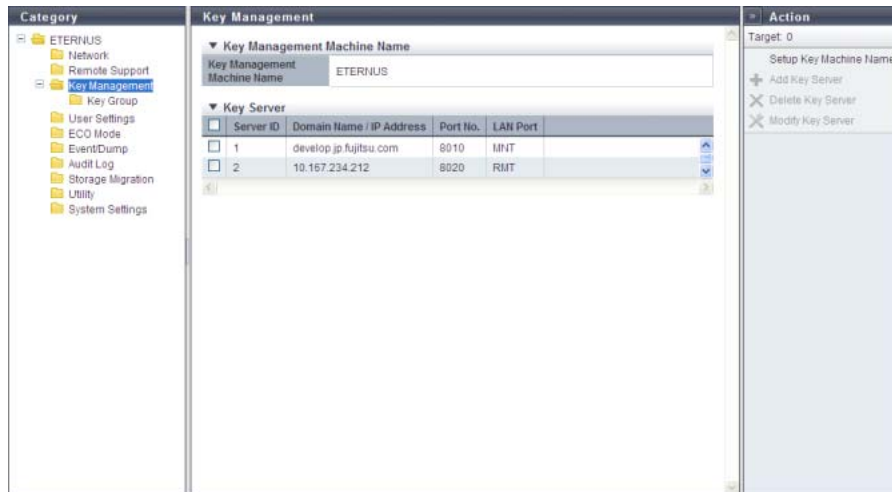 Category
ETERNUS
Network
Remote Support
Key Management
Key Group
User Settings
ECO Mode
Event/Dump
Audit Log
Storage Migration
Utility
System Settings
Key Management
▼ Key Management Machine Name
Key Management Machine Name
ETERNUS
▼ Key Server
Server ID Domain Name / IP Address Port No. LAN Port
1 develop.jp.fujitsu.com 8010 MNT
2 10.167.234.212 8020 RMT
» Action
Target: 0
Setup Key Machine Name
Add Key Server
Delete Key Server
Modify Key Server